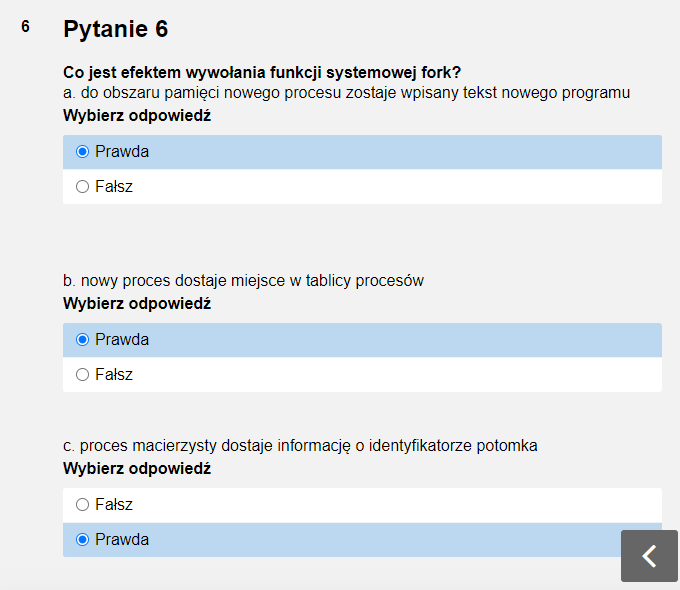 6 Pytanie 6
Co jest efektem wywołania funkcji systemowej fork?
a. do obszaru pamięci nowego procesu zostaje wpisany tekst nowego programu
Wybierz odpowiedź
Prawda
Fałsz
b. nowy proces dostaje miejsce w tablicy procesów
Wybierz odpowiedź
Prawda
Fałsz
c. proces macierzysty dostaje informację o identyfikatorze potomka
Wybierz odpowiedź
Fałsz
Prawda